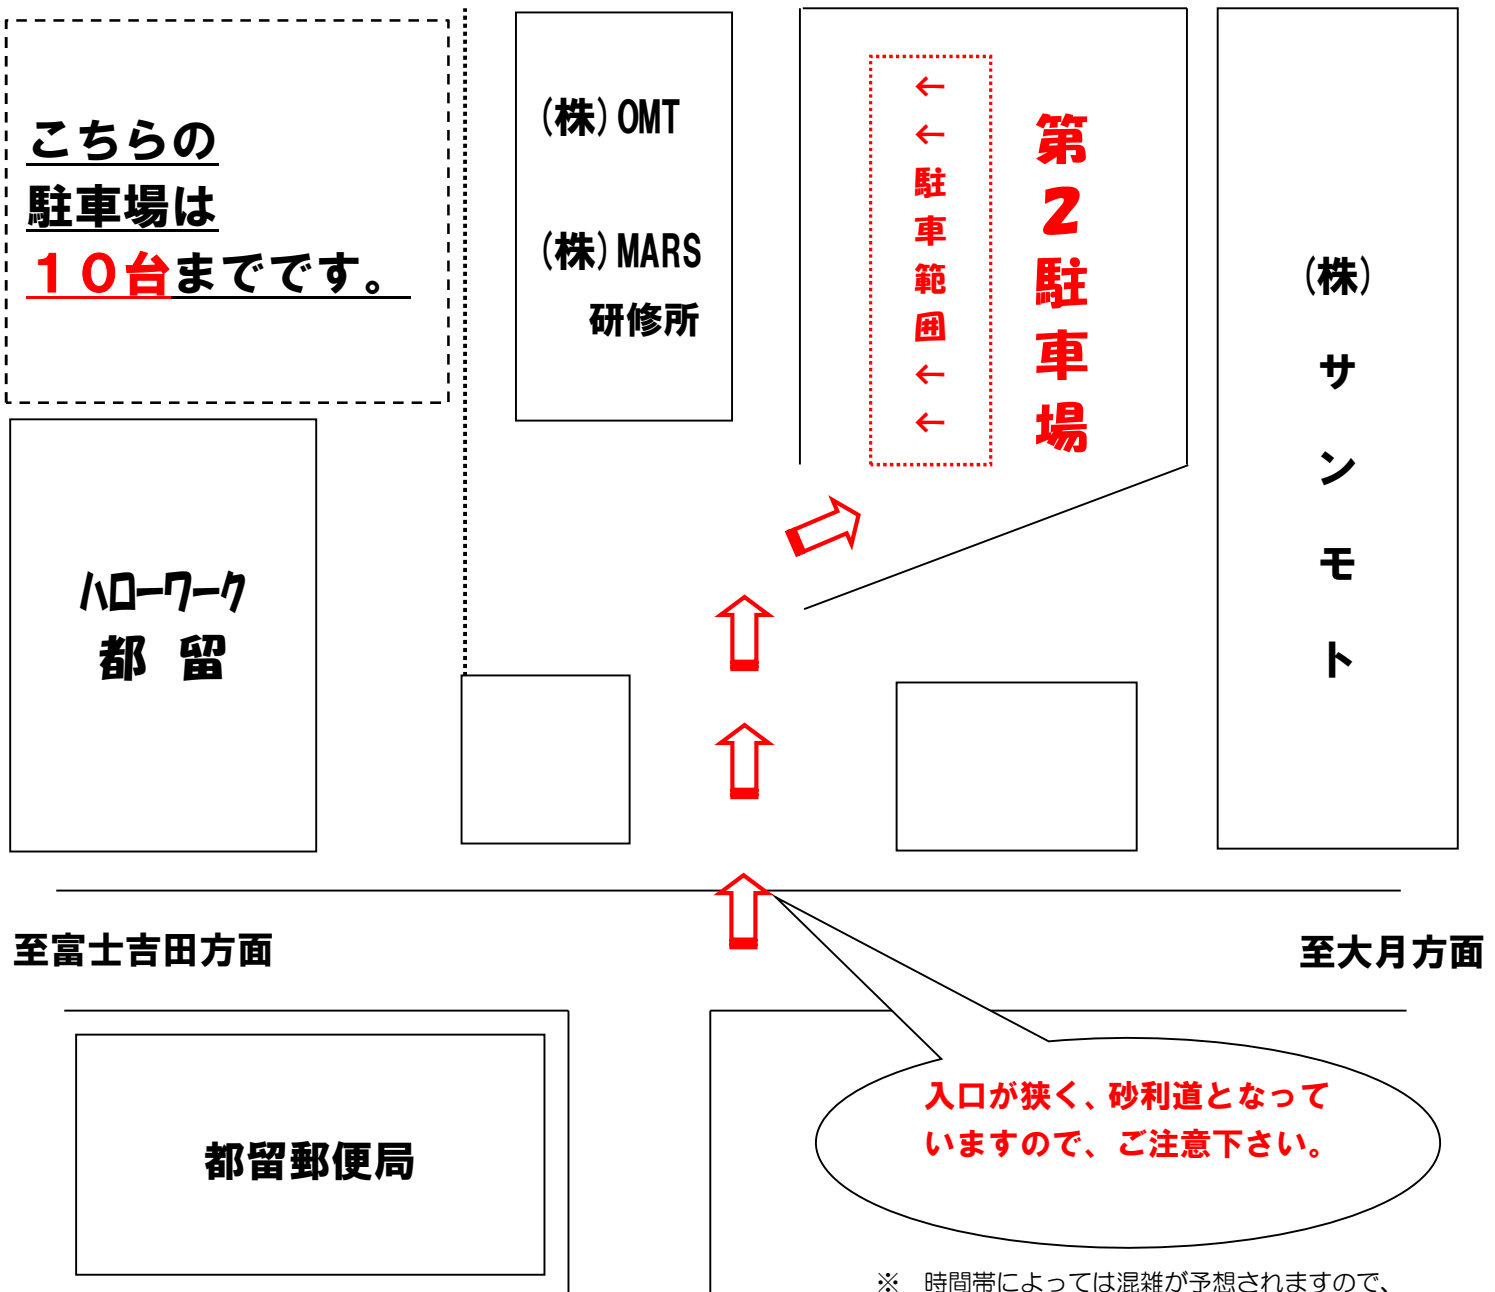 こちらの
駐車場は
１０台までです。
(株)OMT
(株)MARS
研修所
←←駐車範囲←←
第２駐車場
(株)サンモト
ハローワーク
都 留
至富士吉田方面
至大月方面
都留郵便局
入口が狭く、砂利道となって
いますので、ご注意下さい。
※　時間帯によっては混雑が予想されますので、